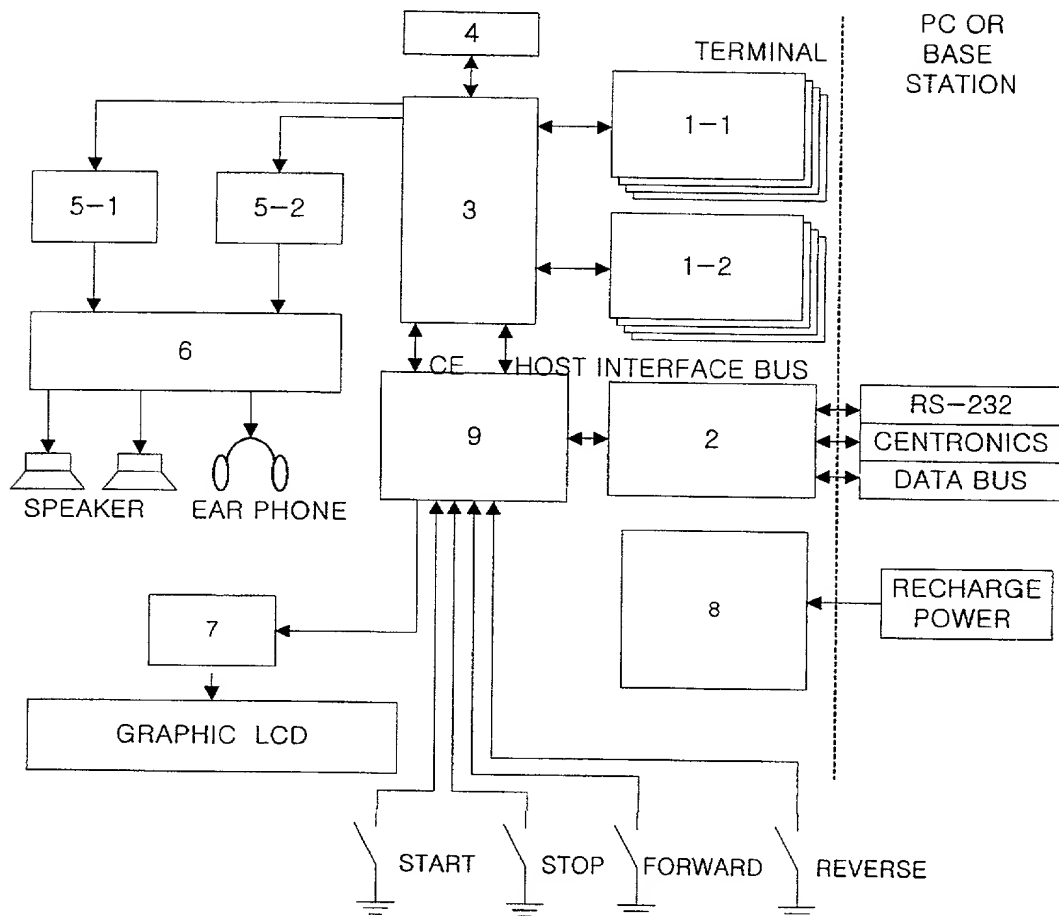 4
TERMINAL
PC OR
BASE
STATION
1-1
5-1
5-2
3
1-2
6
CE
HOST INTERFACE BUS
9
2
RS-232
CENTRONICS
DATA BUS
SPEAKER
EAR PHONE
7
8
RECHARGE
POWER
GRAPHIC LCD
START
STOP
FORWARD
REVERSE